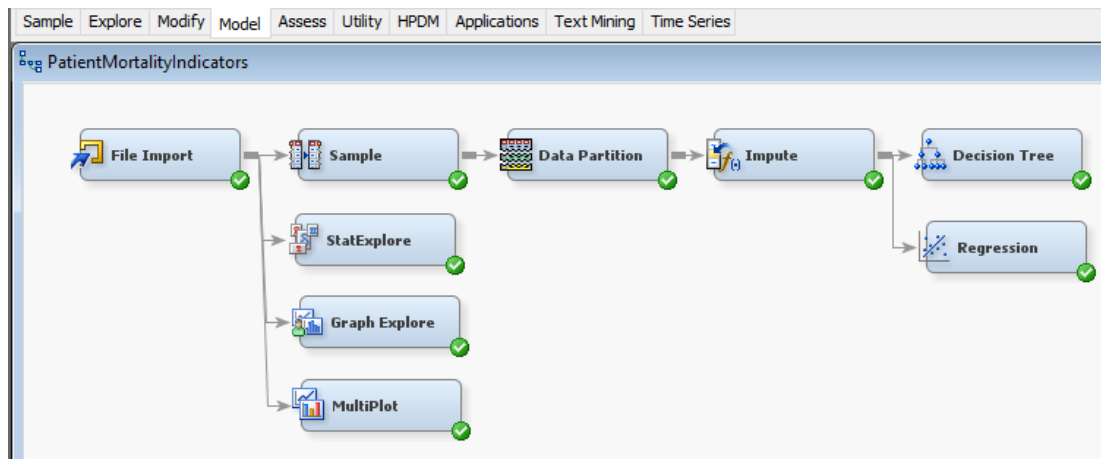 Sample Explore Modify Model Assess Utility HPDM Applications Text Mining Time Series
PatientMortalityIndicators
File Import
Sample
Data Partition
Impute
Decision Tree
StatExplore
Regression
Graph Explore
MultiPlot